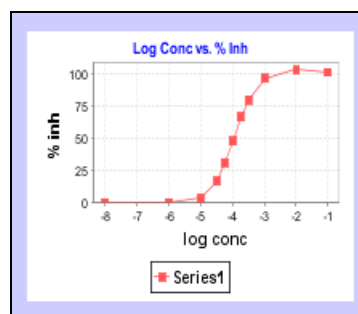 Log Conc vs. % Inh
100
75
50
25
0
% inh
-8 -7 -6 -5 -4 -3 -2 -1
log conc
Series1